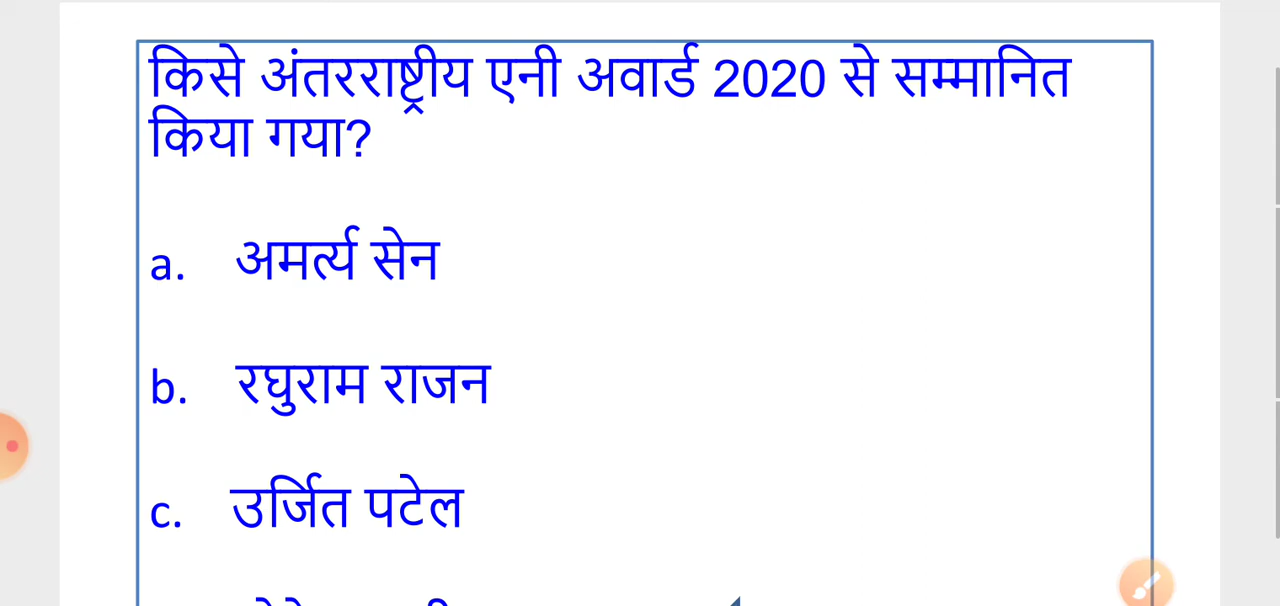 किसे अंतरराष्ट्रीय एनी अवार्ड 2020 से सम्मानित
किया गया?
a. अमर्त्य सेन
b. रघुराम राजन
c. उर्जित पटेल